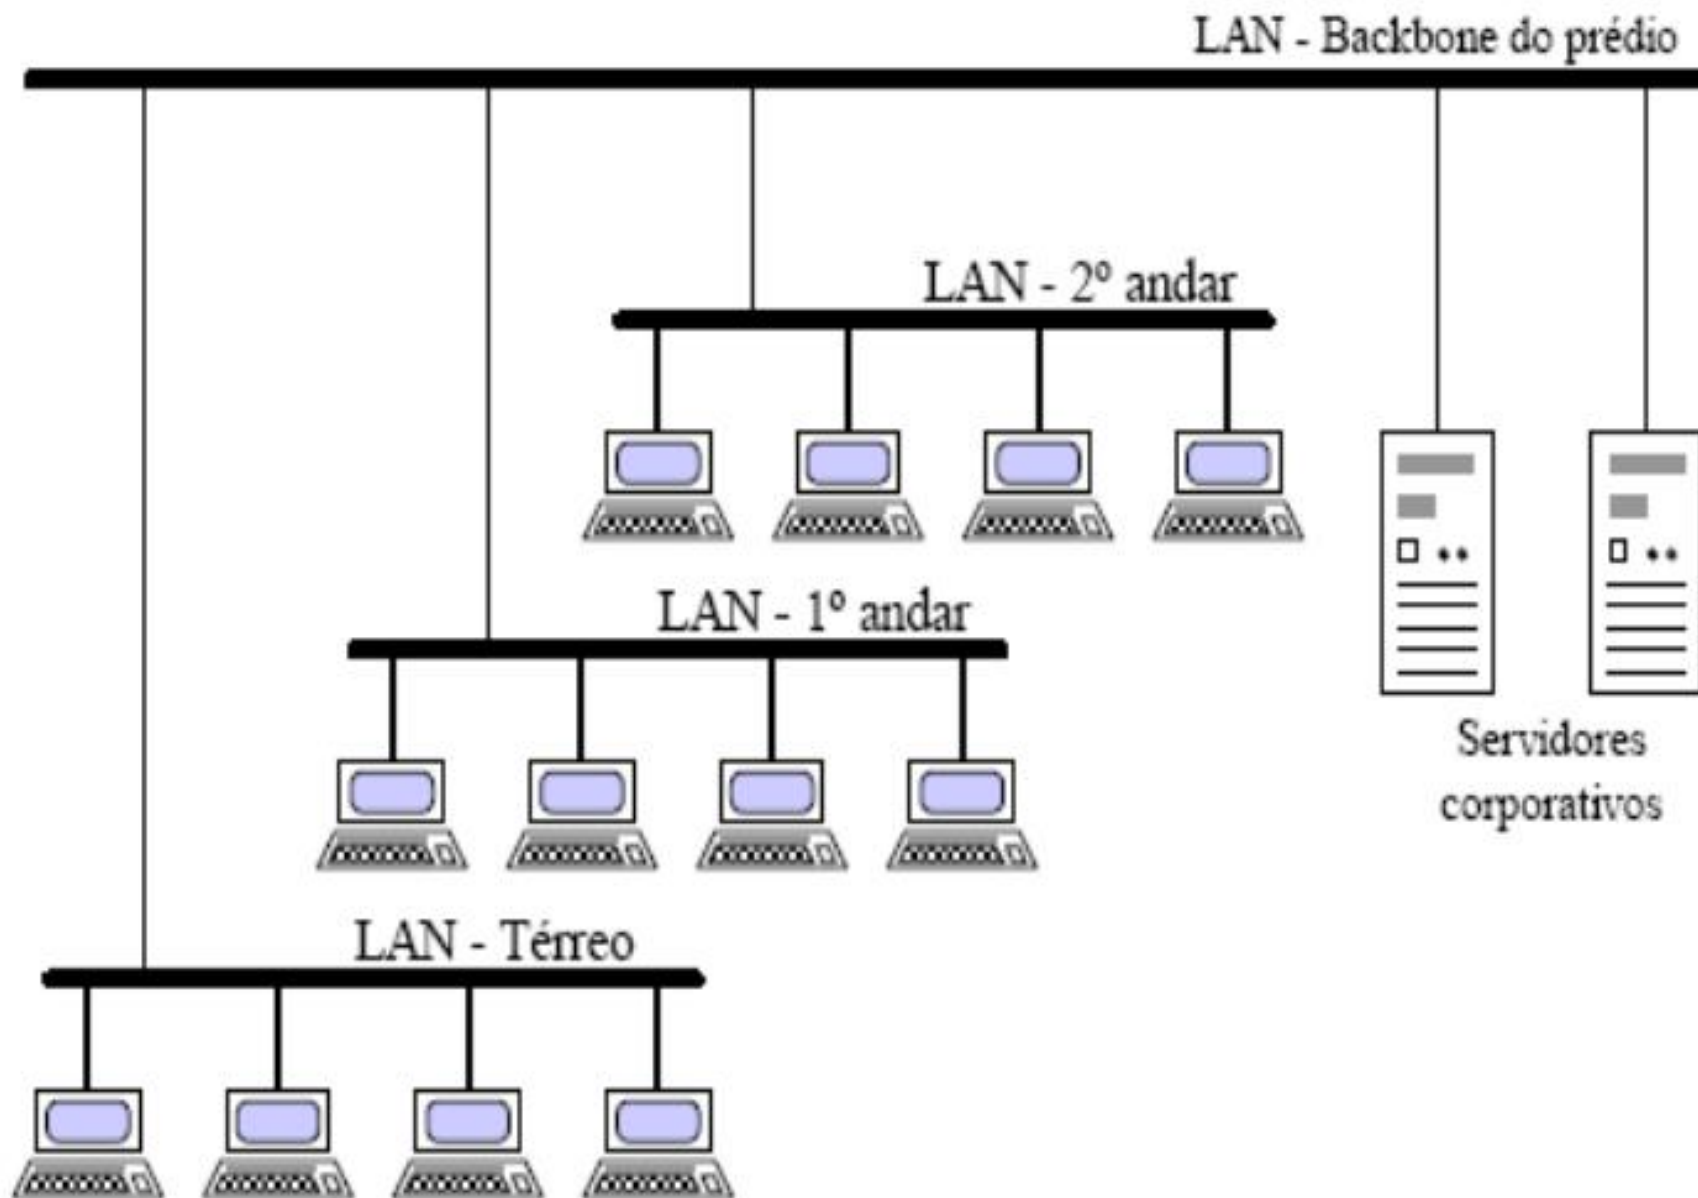 LAN - Backbone do prédio
LAN - 2º andar
LAN - 1º andar
Servidores
corporativos
LAN - Térreo